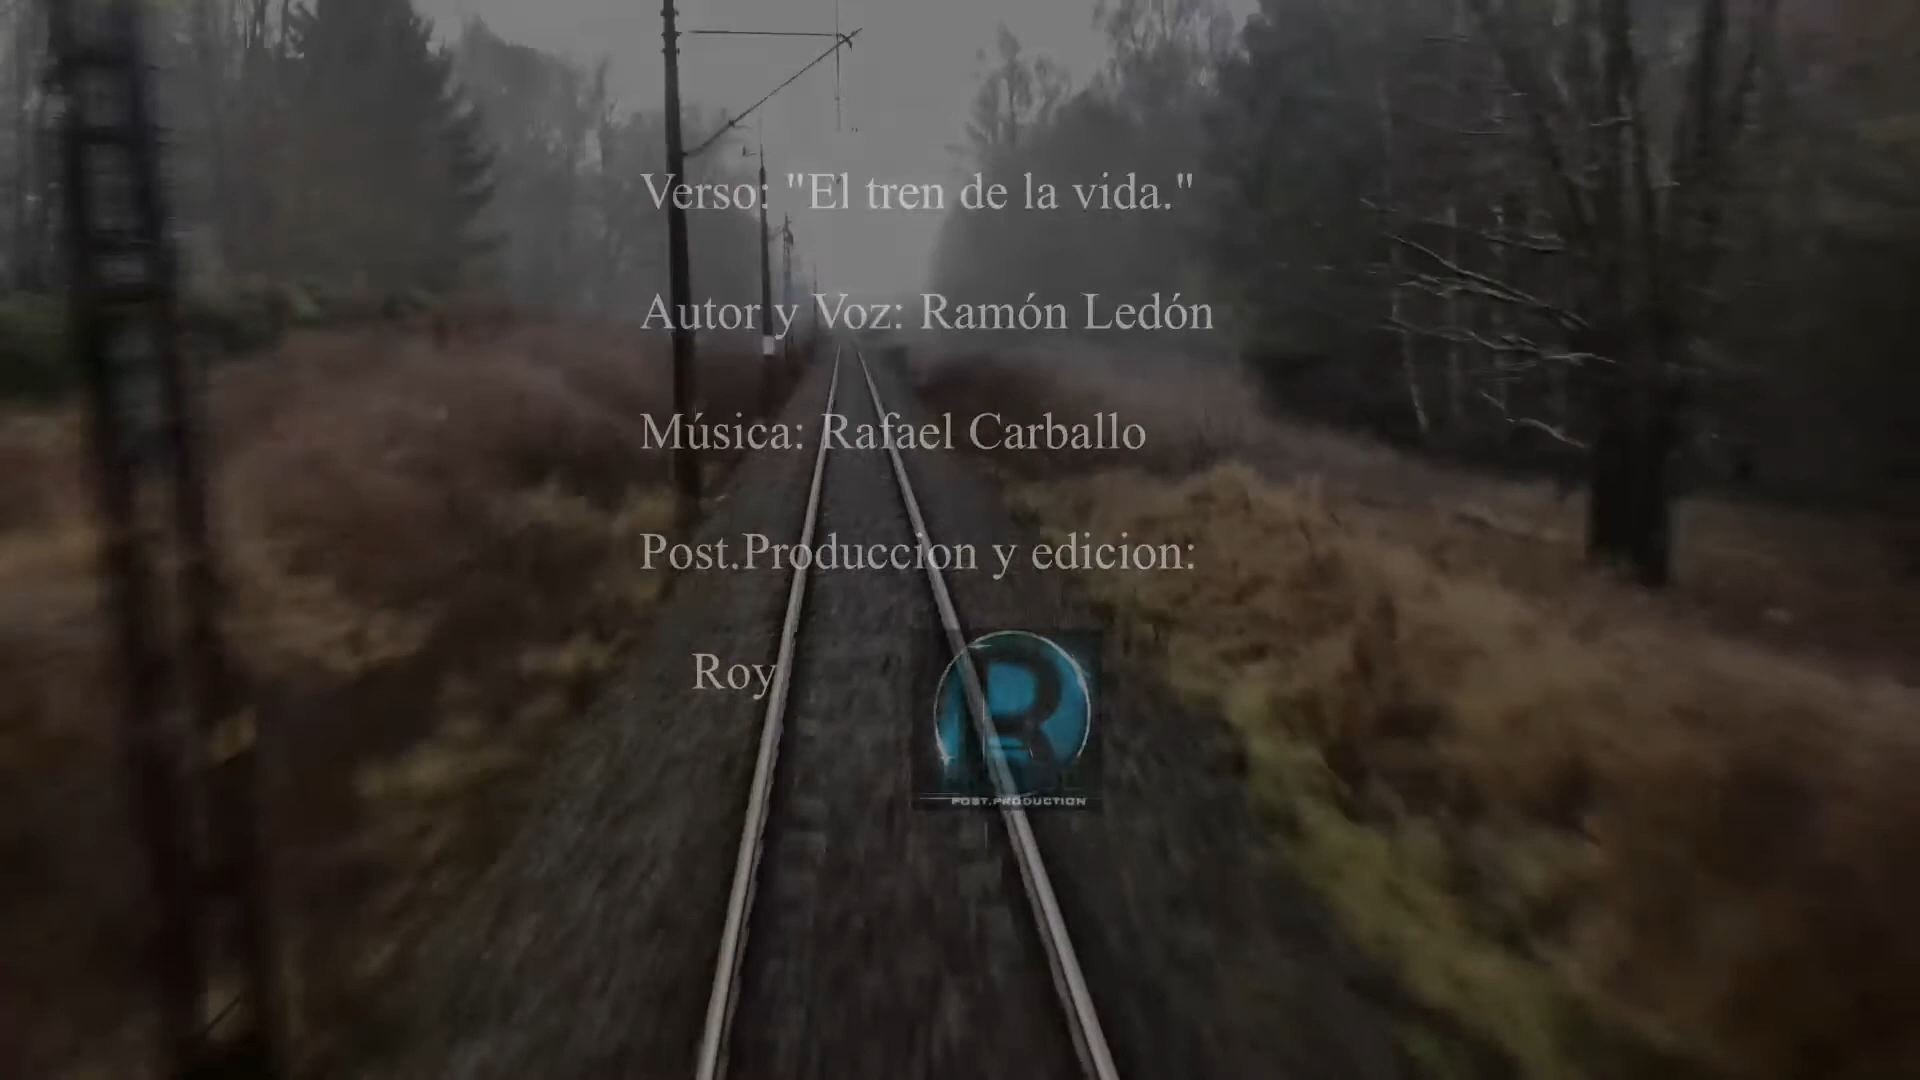 Verso: "El tren de la vida."
Autor y Voz: Ramón Ledón
Música: Rafael Carballo
Post.Produccion y edicion:
Roy
R
POST.PRODUCTION